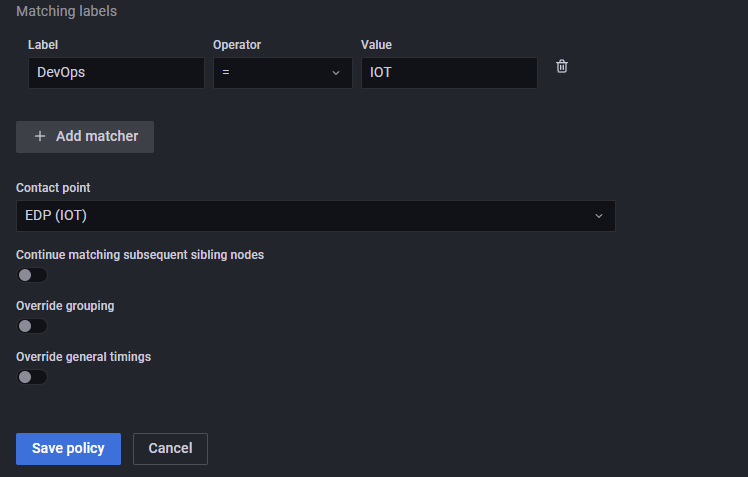 Matching labels
Label Operator Value
DevOps = IOT
+ Add matcher
Contact point
EDP (IOT)
Continue matching subsequent sibling nodes
Override grouping
Override general timings
Save policy Cancel